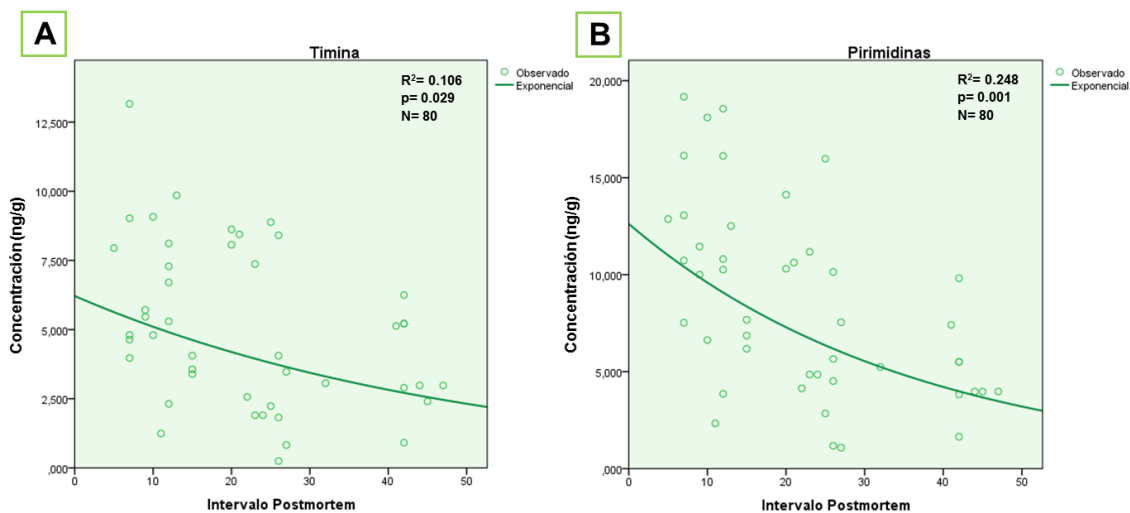 A
Timina
R²= 0.106
p= 0.029
N= 80
Observado
Exponencial
12,500
10,000
7,500
5,000
2,500
,000
0 10 20 30 40 50
Concentración(ng/g)
Intervalo Postmortem
B
Pirimidinas
R²= 0.248
p= 0.001
N= 80
Observado
Exponencial
20,000
15,000
10,000
5,000
,000
0 10 20 30 40 50
Concentración(ng/g)
Intervalo Postmortem